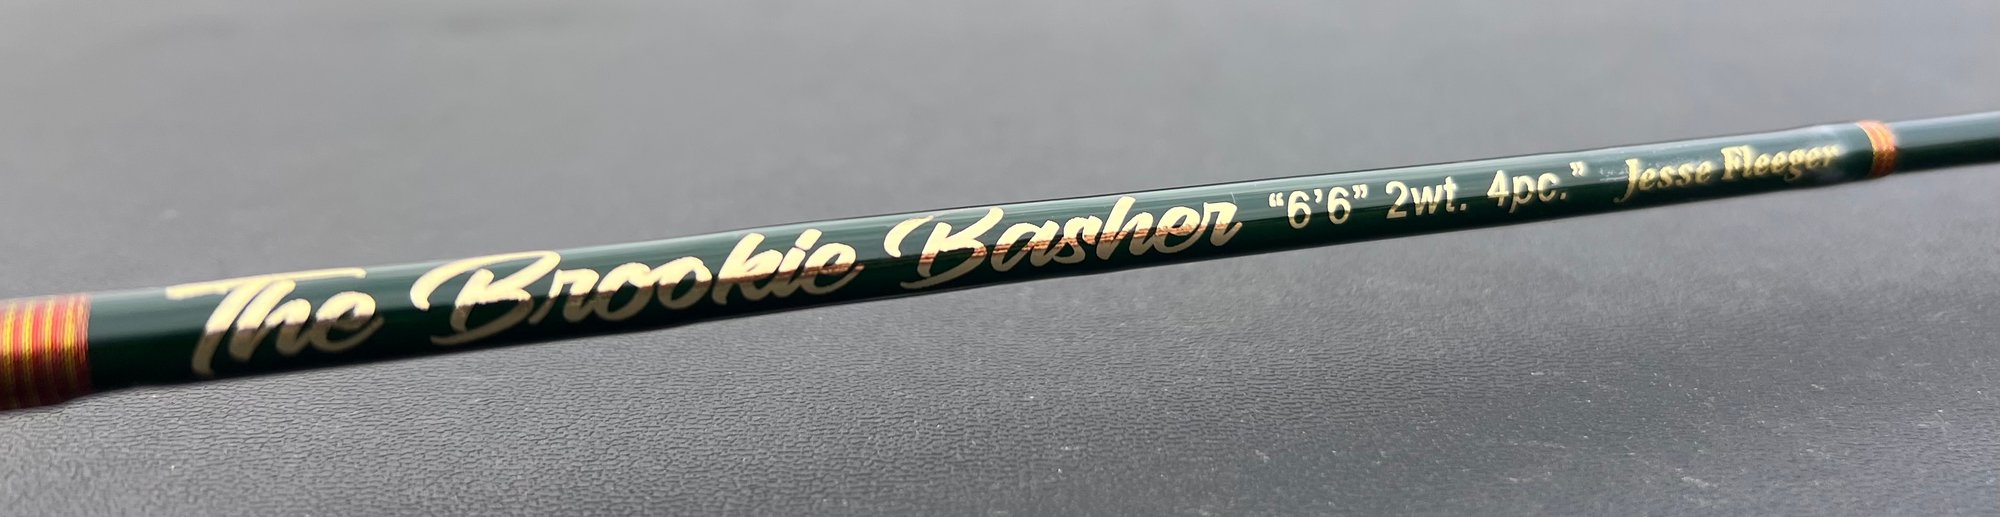 The Brookie Basher "6'6" 2wt. 4pc." Jesse Fleeger